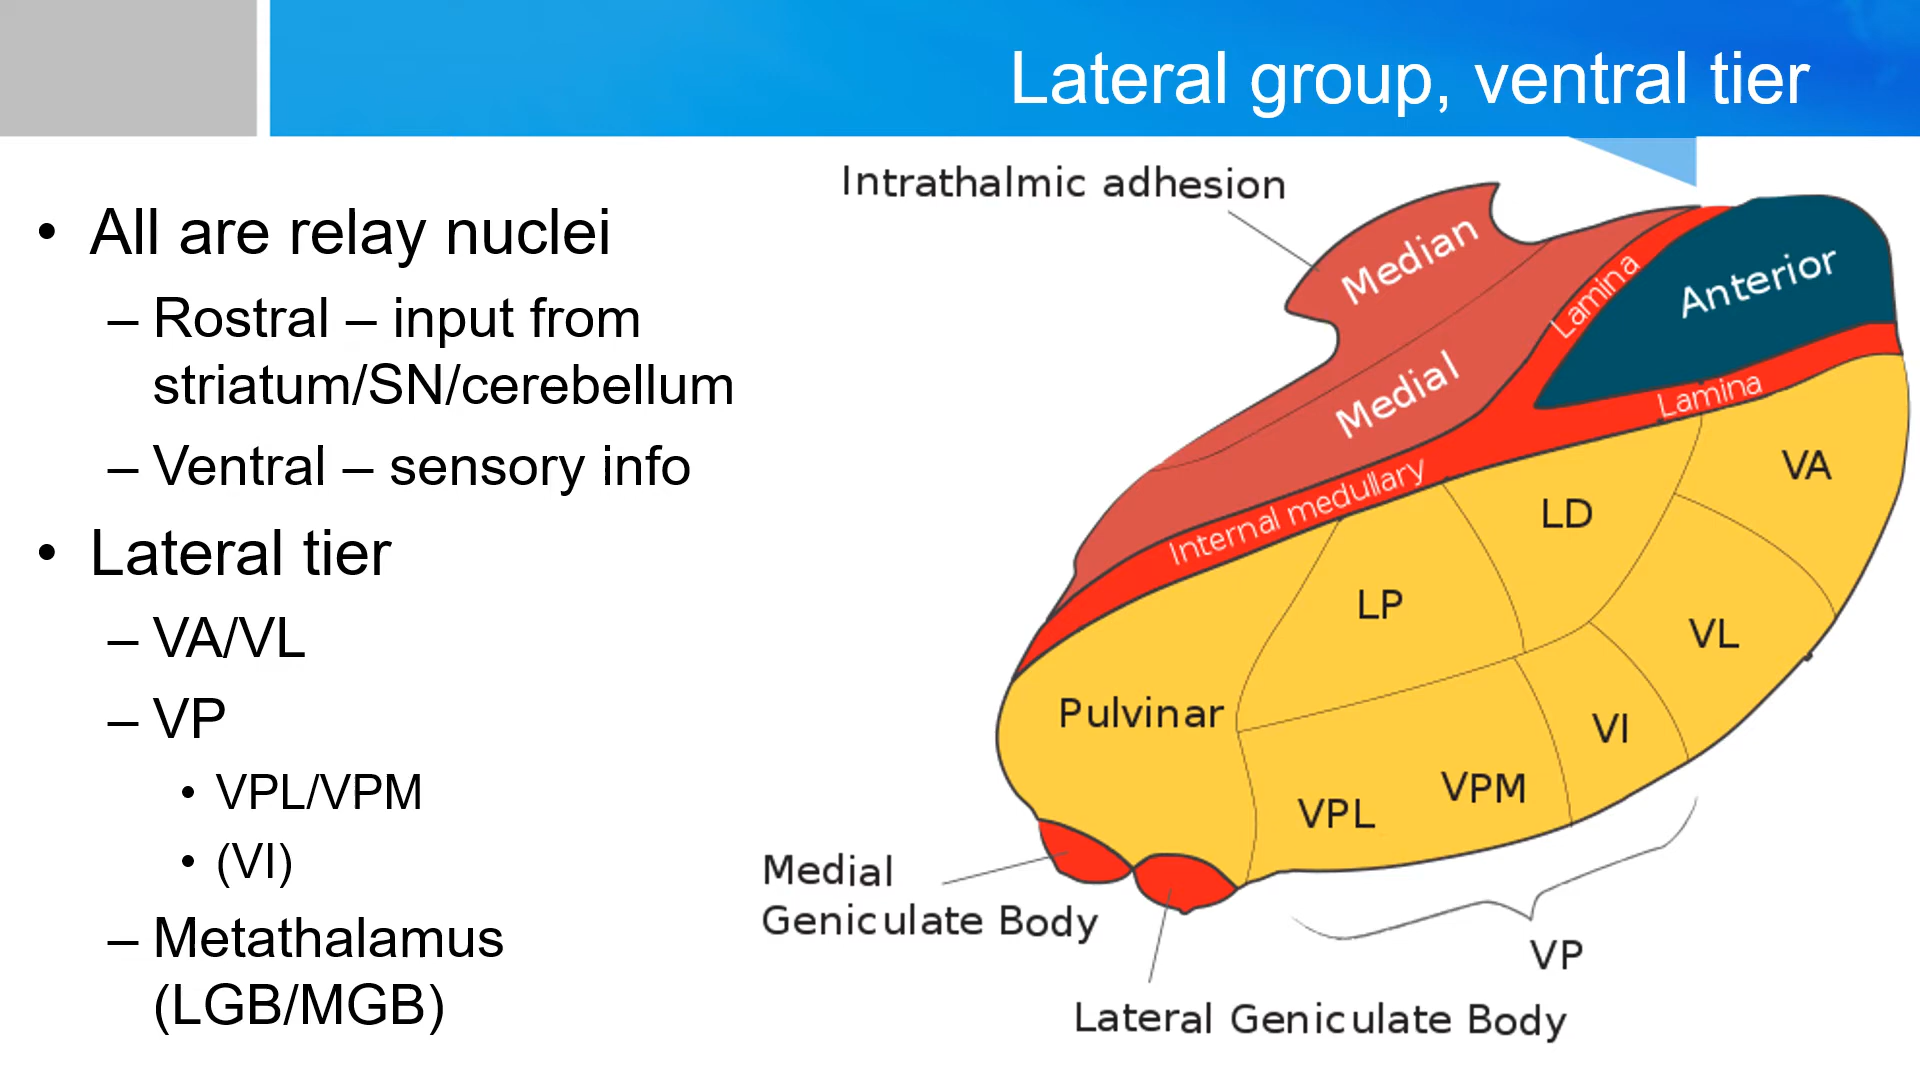 Lateral group, ventral tier
• All are relay nuclei
– Rostral – input from
striatum/SN/cerebellum
– Ventral – sensory info
• Lateral tier
– VA/VL
– VP
• VPL/VPM
• (VI)
– Metathalamus
(LGB/MGB)
Intrathalmic adhesion
Median
Lamina
Anterior
Medial
Lamina
Internal medullary
VA
LD
LP
VL
Pulvinar
VI
VPM
VPL
Medial
Geniculate Body
VP
Lateral Geniculate Body